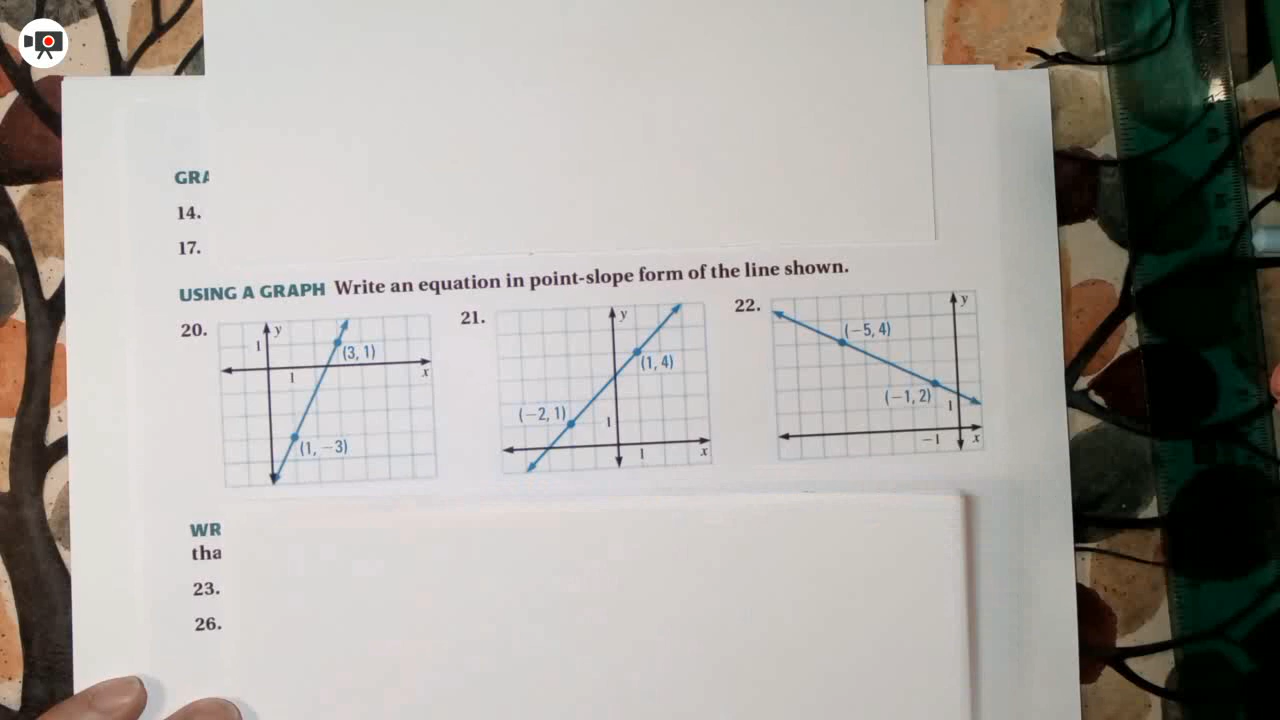 GRA
14.
17.
USING A GRAPH Write an equation in point-slope form of the line shown.
20.
y
1
(3, 1)
1
x
(1, −3)
21.
y
(1, 4)
(−2, 1)
1
1
x
22.
y
(−5, 4)
(−1, 2)
1
−1
x
WR
tha
23.
26.